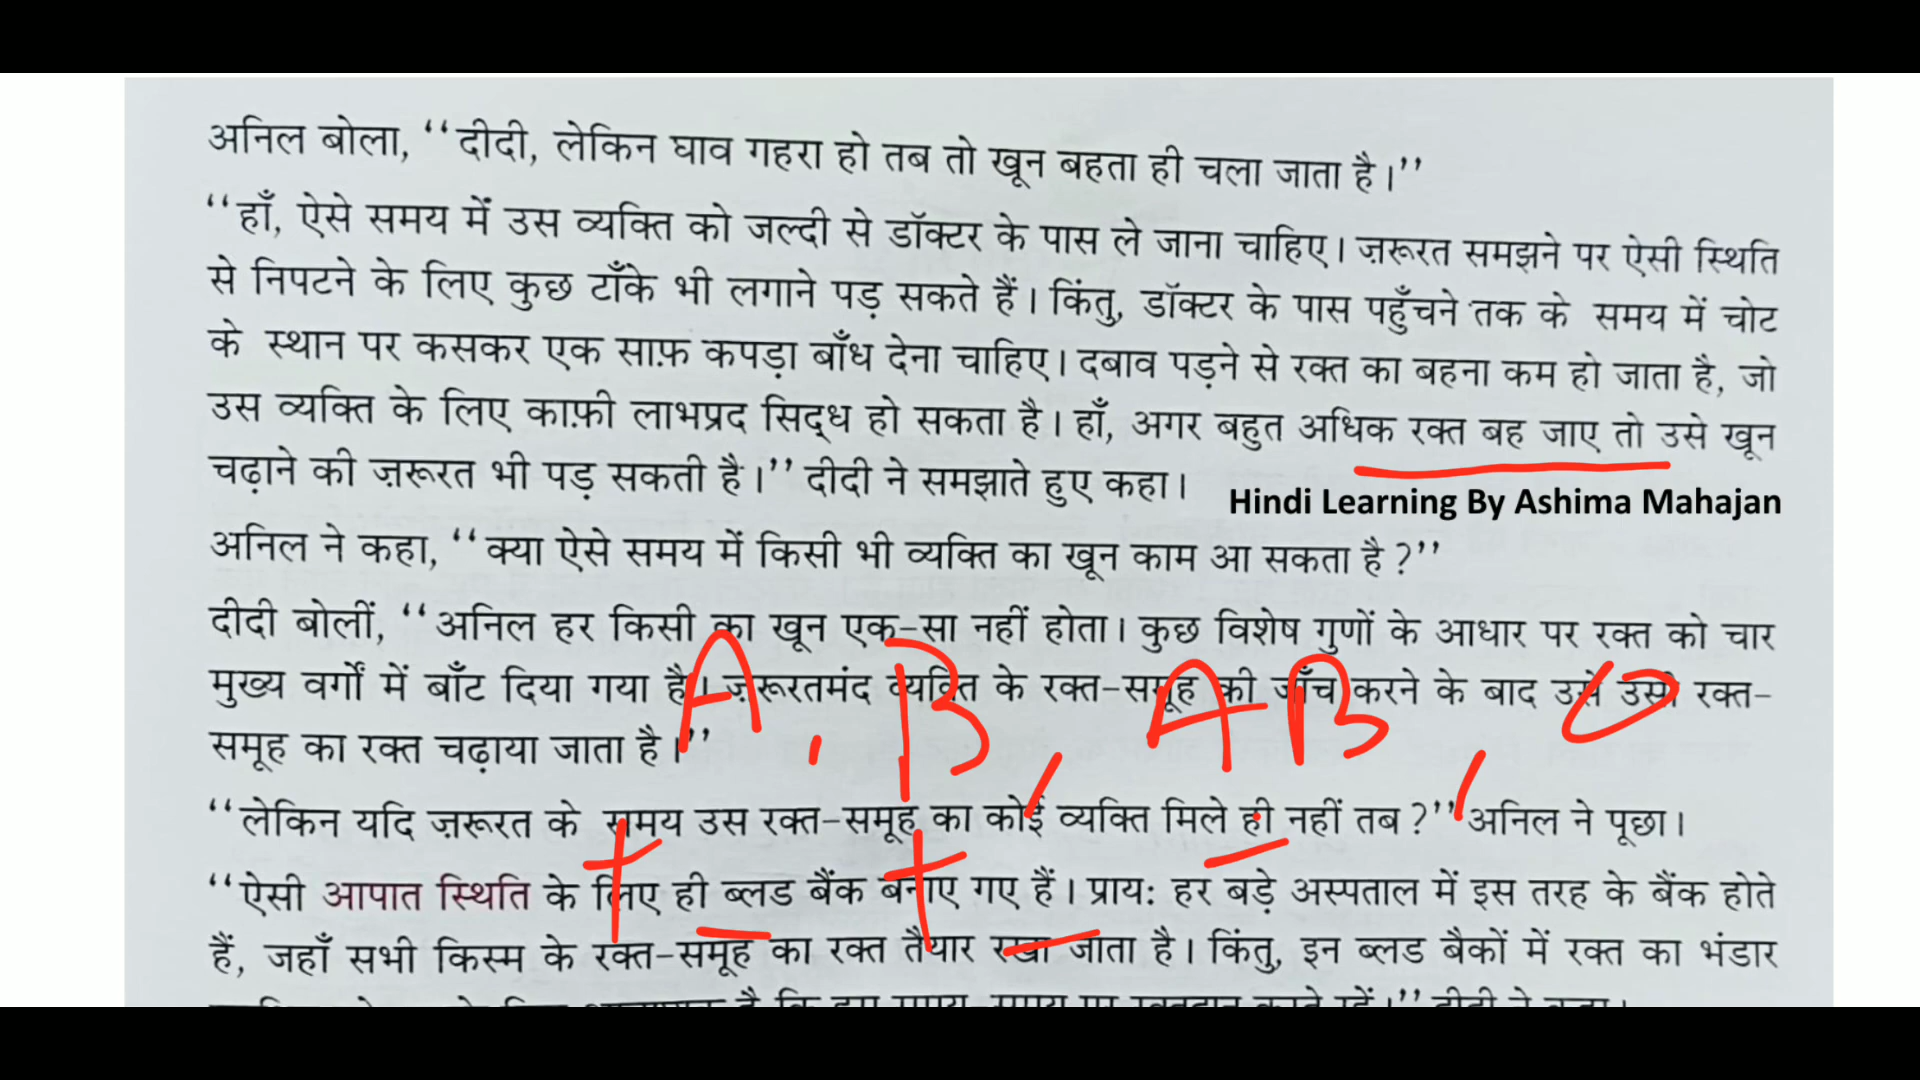 अनिल बोला, ‘‘दीदी, लेकिन घाव गहरा हो तब तो खून बहता ही चला जाता है।’’
‘‘हाँ, ऐसे समय में उस व्यक्ति को जल्दी से डॉक्टर के पास ले जाना चाहिए। ज़रूरत समझने पर ऐसी स्थिति
से निपटने के लिए कुछ टाँके भी लगाने पड़ सकते हैं। किंतु, डॉक्टर के पास पहुँचने तक के समय में चोट
के स्थान पर कसकर एक साफ़ कपड़ा बाँध देना चाहिए। दबाव पड़ने से रक्त का बहना कम हो जाता है, जो
उस व्यक्ति के लिए काफ़ी लाभप्रद सिद्ध हो सकता है। हाँ, अगर बहुत अधिक रक्त बह जाए तो उसे खून
चढ़ाने की ज़रूरत भी पड़ सकती है।’’ दीदी ने समझाते हुए कहा।
Hindi Learning By Ashima Mahajan
अनिल ने कहा, ‘‘क्या ऐसे समय में किसी भी व्यक्ति का खून काम आ सकता है ?’’
दीदी बोलीं, ‘‘अनिल हर किसी का खून एक-सा नहीं होता। कुछ विशेष गुणों के आधार पर रक्त को चार
मुख्य वर्गों में बाँट दिया गया है। ज़रूरतमंद व्यक्ति के रक्त-समूह की जाँच करने के बाद उसे उसी रक्त-
समूह का रक्त चढ़ाया जाता है।’’
A, B, AB, O
‘‘लेकिन यदि ज़रूरत के समय उस रक्त-समूह का कोई व्यक्ति मिले ही नहीं तब ?’’ अनिल ने पूछा।
+ + -
‘‘ऐसी आपात स्थिति के लिए ही ब्लड बैंक बनाए गए हैं। प्रायः हर बड़े अस्पताल में इस तरह के बैंक होते
- -
हैं, जहाँ सभी किस्म के रक्त-समूह का रक्त तैयार रखा जाता है। किंतु, इन ब्लड बैकों में रक्त का भंडार